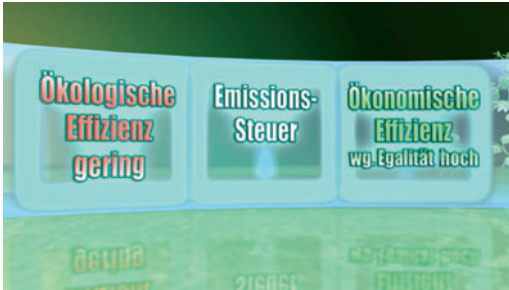 Ökologische
Effizienz
gering
Emissions-
Steuer
Ökonomische
Effizienz
wg. Egalität hoch